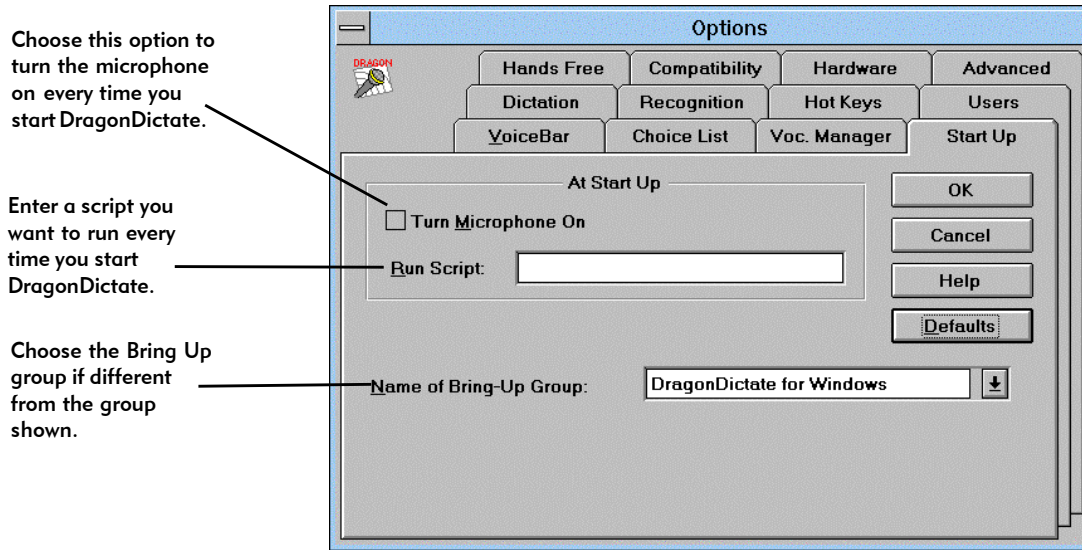 Choose this option to
turn the microphone
on every time you
start DragonDictate.
Enter a script you
want to run every
time you start
DragonDictate.
Choose the Bring Up
group if different
from the group
shown.
Options
DRAGON
Hands Free Compatibility Hardware Advanced
Dictation Recognition Hot Keys Users
VoiceBar Choice List Voc. Manager Start Up
At Start Up
Turn Microphone On
Run Script:
OK
Cancel
Help
Defaults
Name of Bring-Up Group: DragonDictate for Windows